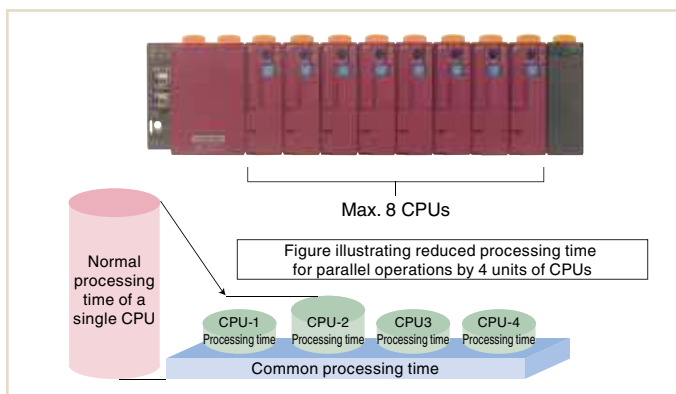 Max. 8 CPUs
Figure illustrating reduced processing time
for parallel operations by 4 units of CPUs
Normal
processing
time of a
single CPU
CPU-1
Processing time
CPU-2
Processing time
CPU3
Processing time
CPU-4
Processing time
Common processing time